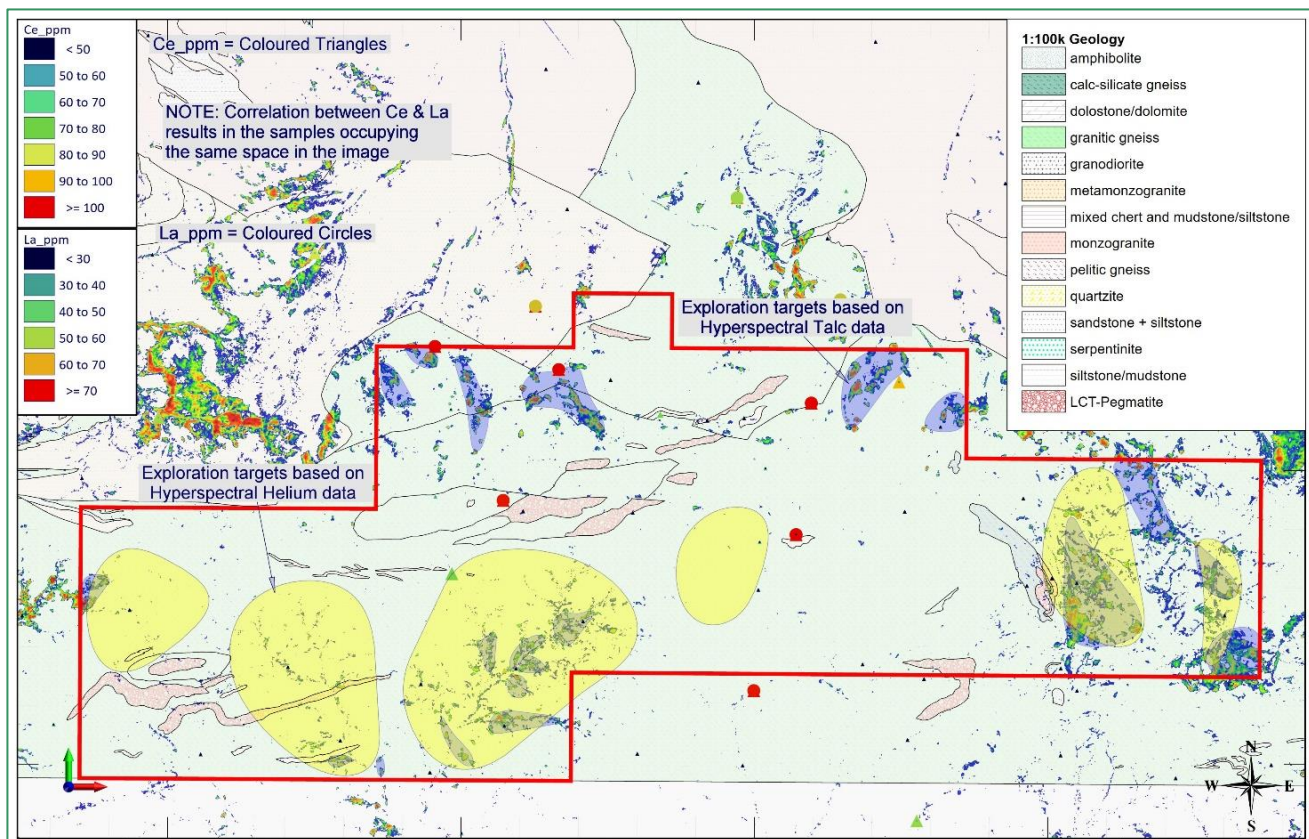 Ce_ppm
< 50
50 to 60
60 to 70
70 to 80
80 to 90
90 to 100
>= 100
La_ppm
< 30
30 to 40
40 to 50
50 to 60
60 to 70
>= 70
Ce_ppm = Coloured Triangles
NOTE: Correlation between Ce & La
results in the samples occupying
the same space in the image
La_ppm = Coloured Circles
Exploration targets based on
Hyperspectral Talc data
Exploration targets based on
Hyperspectral Helium data
1:100k Geology
amphibolite
calc-silicate gneiss
dolostone/dolomite
granitic gneiss
granodiorite
metamonzogranite
mixed chert and mudstone/siltstone
monzogranite
pelitic gneiss
quartzite
sandstone + siltstone
serpentinite
siltstone/mudstone
LCT-Pegmatite
N
W E
S